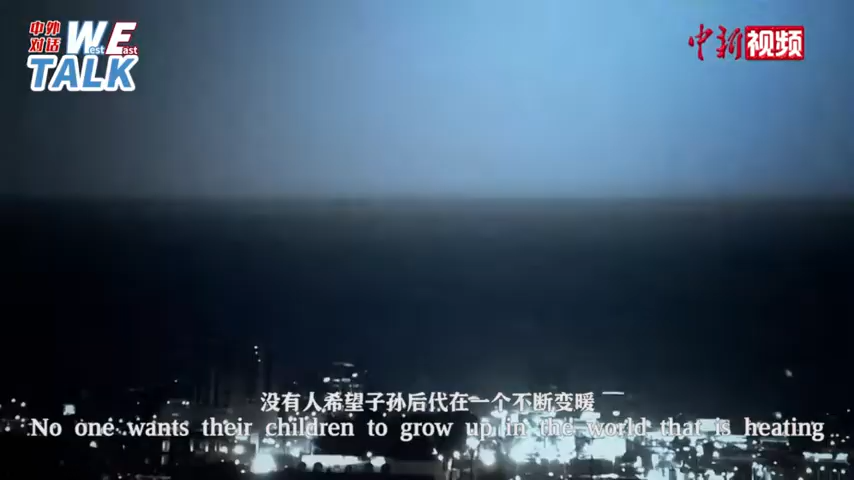 中外
对话
WE
West East
TALK
中新视频
没有人希望子孙后代在一个不断变暖
No one wants their children to grow up in the world that is heating